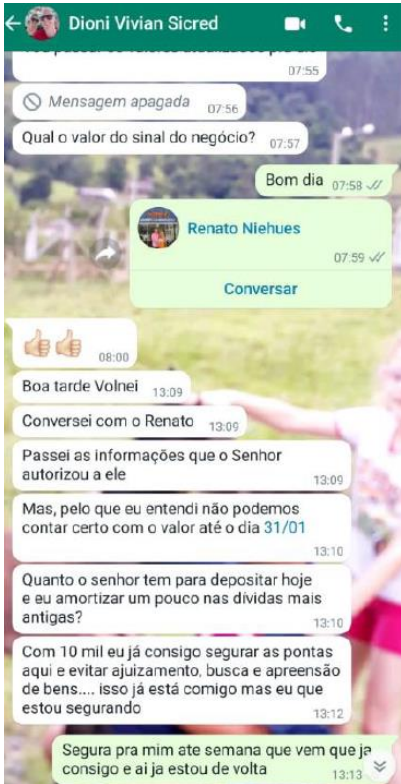 Dioni Vivian Sicred
07:55
Mensagem apagada 07:56
Qual o valor do sinal do negócio? 07:57
Bom dia 07:58
Renato Niehues
07:59
Conversar
👍👍 08:00
Boa tarde Volnei 13:09
Conversei com o Renato 13:09
Passei as informações que o Senhor
autorizou a ele
13:09
Mas, pelo que eu entendi não podemos
contar certo com o valor até o dia 31/01
13:10
Quanto o senhor tem para depositar hoje
e eu amortizar um pouco nas dívidas mais
antigas?
13:10
Com 10 mil eu já consigo segurar as pontas
aqui e evitar ajuizamento, busca e apreensão
de bens.... isso já está comigo mas eu que
estou segurando
13:12
Segura pra mim ate semana que vem que ja
consigo e ai ja estou de volta
13:13